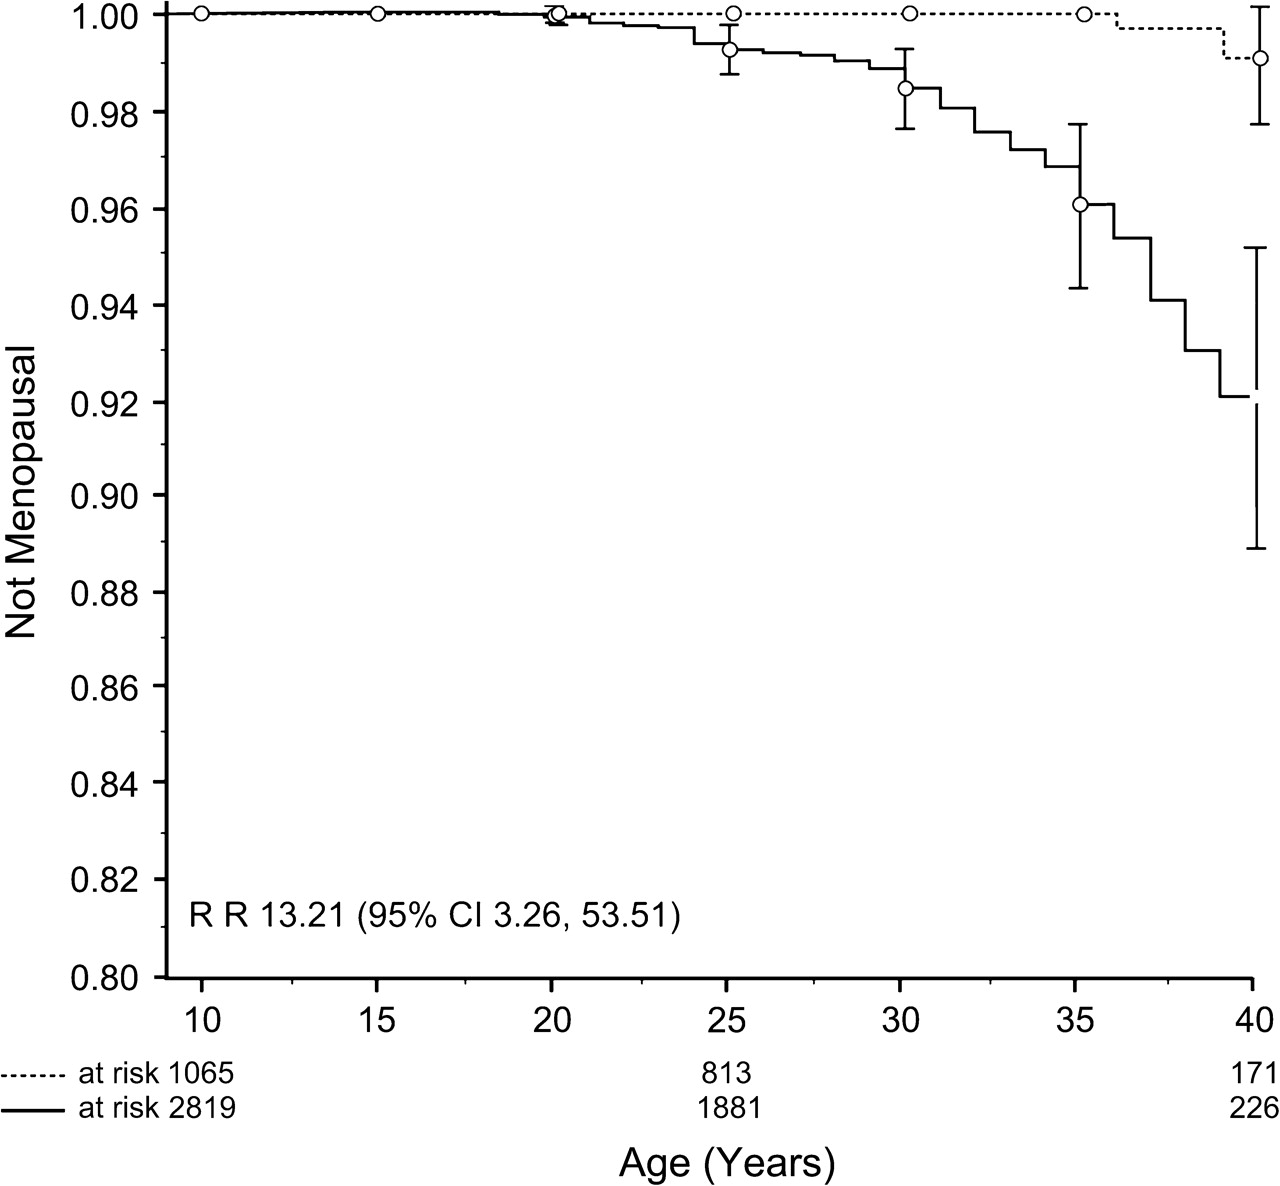 1.00
0.98
0.96
0.94
0.92
0.90
0.88
0.86
0.84
0.82
0.80
Not Menopausal
R R 13.21 (95% CI 3.26, 53.51)
10 15 20 25 30 35 40
at risk 1065 813 171
at risk 2819 1881 226
Age (Years)